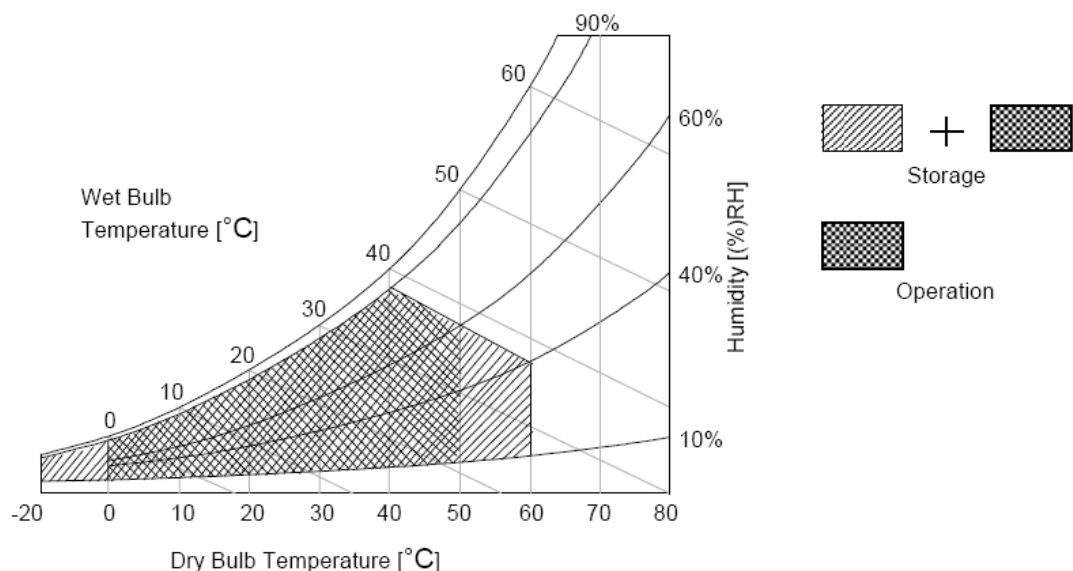 90%
60
60%
50
Storage
Wet Bulb
Temperature [°C]
40
40%
Humidity [(%)RH]
Operation
30
20
10
0
10%
-20 0 10 20 30 40 50 60 70 80
Dry Bulb Temperature [°C]